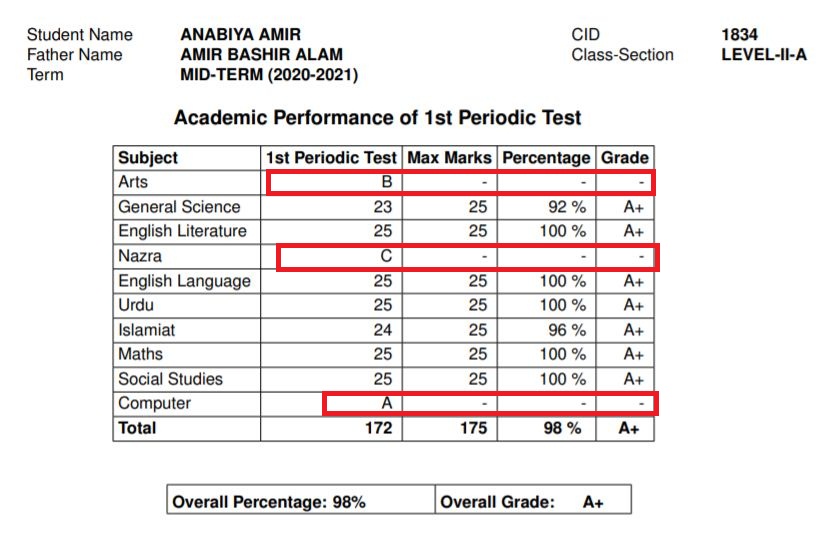 Student Name ANABIYA AMIR CID 1834
Father Name AMIR BASHIR ALAM Class-Section LEVEL-II-A
Term MID-TERM (2020-2021)
Academic Performance of 1st Periodic Test
Subject 1st Periodic Test Max Marks Percentage Grade
Arts B - - -
General Science 23 25 92 % A+
English Literature 25 25 100 % A+
Nazra C - - -
English Language 25 25 100 % A+
Urdu 25 25 100 % A+
Islamiat 24 25 96 % A+
Maths 25 25 100 % A+
Social Studies 25 25 100 % A+
Computer A - - -
Total 172 175 98 % A+
Overall Percentage: 98% Overall Grade: A+